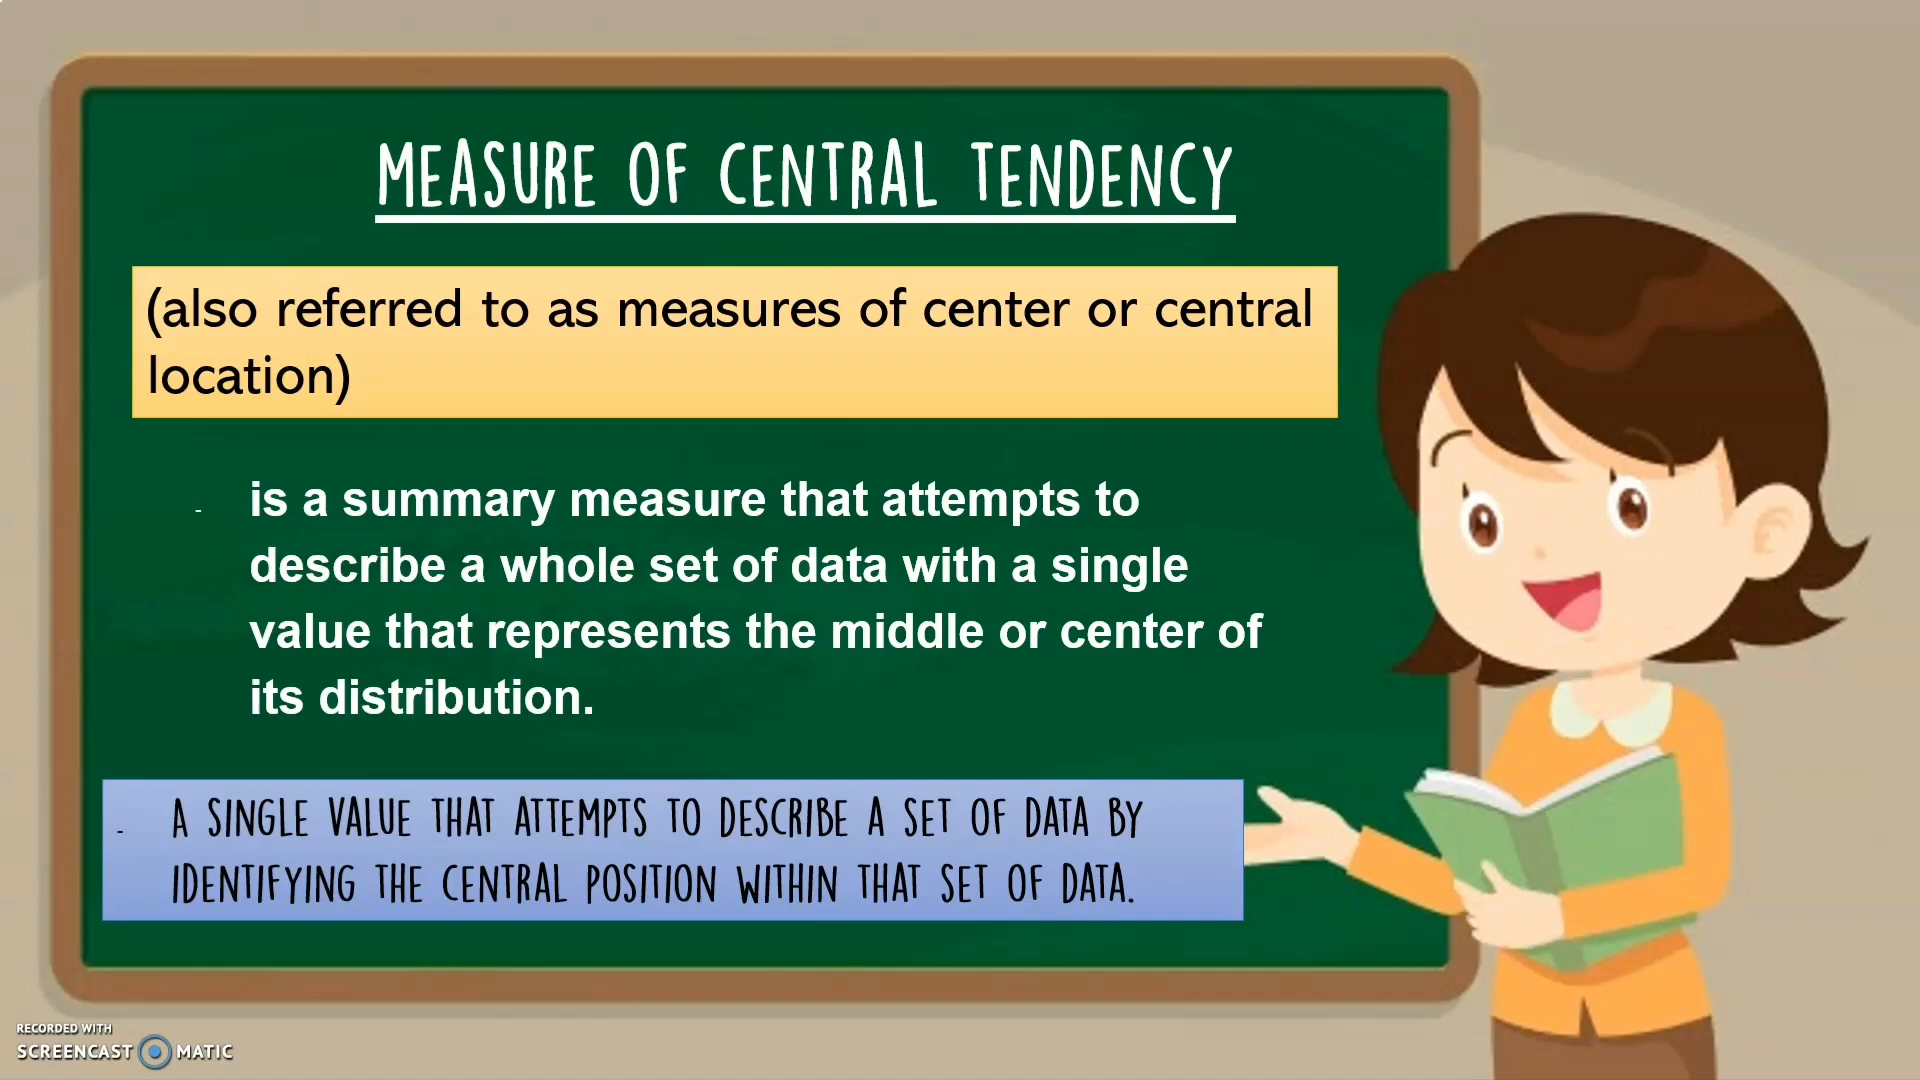 MEASURE OF CENTRAL TENDENCY
(also referred to as measures of center or central
location)
- is a summary measure that attempts to
describe a whole set of data with a single
value that represents the middle or center of
its distribution.
- A SINGLE VALUE THAT ATTEMPTS TO DESCRIBE A SET OF DATA BY
IDENTIFYING THE CENTRAL POSITION WITHIN THAT SET OF DATA.
RECORDED WITH
SCREENCAST MATIC